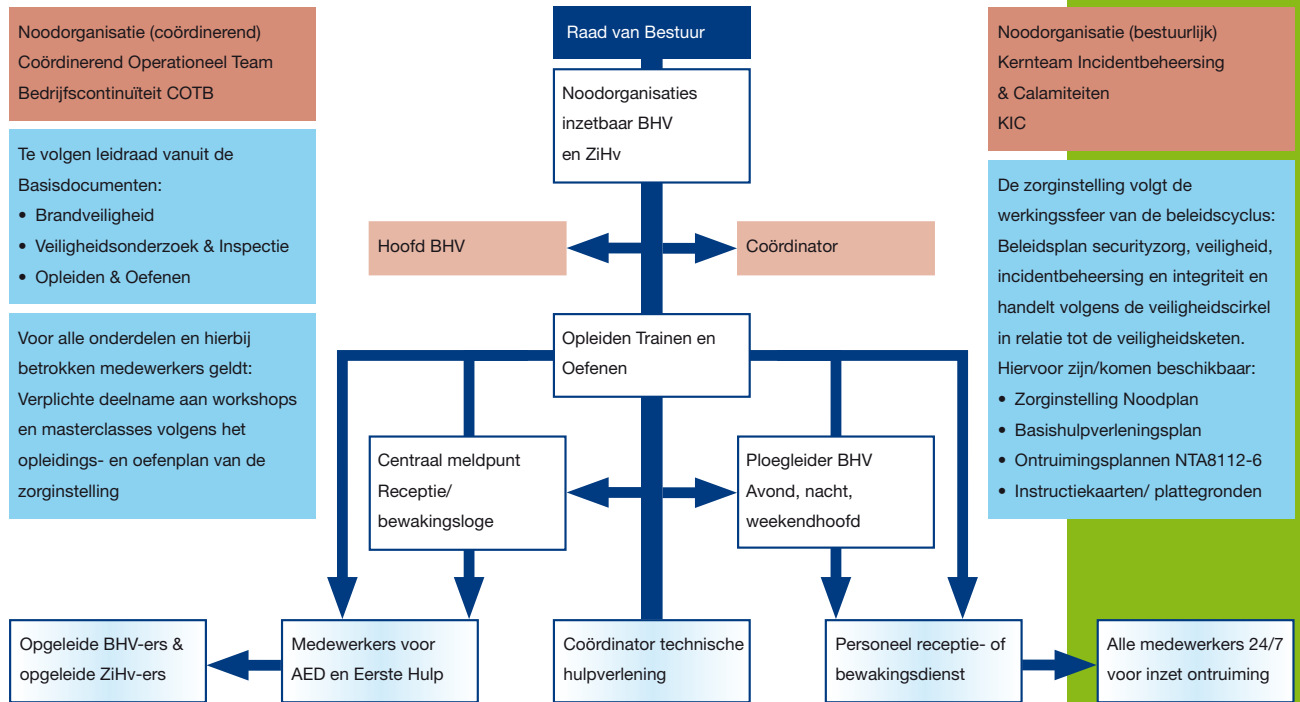 Noodorganisatie (coördinerend)
Coördinerend Operationeel Team
Bedrijfscontinuïteit COTB
Te volgen leidraad vanuit de
Basisdocumenten:
• Brandveiligheid
• Veiligheidsonderzoek & Inspectie
• Opleiden & Oefenen
Voor alle onderdelen en hierbij
betrokken medewerkers geldt:
Verplichte deelname aan workshops
en masterclasses volgens het
opleidings- en oefenplan van de
zorginstelling
Raad van Bestuur
Noodorganisaties
inzetbaar BHV
en ZiHv
Hoofd BHV
Coördinator
Opleiden Trainen en
Oefenen
Centraal meldpunt
Receptie/
bewakingsloge
Ploegleider BHV
Avond, nacht,
weekendhoofd
Noodorganisatie (bestuurlijk)
Kernteam Incidentbeheersing
& Calamiteiten
KIC
De zorginstelling volgt de
werkingssfeer van de beleidscyclus:
Beleidsplan securityzorg, veiligheid,
incidentbeheersing en integriteit en
handelt volgens de veiligheidscirkel
in relatie tot de veiligheidsketen.
Hiervoor zijn/komen beschikbaar:
• Zorginstelling Noodplan
• Basishulpverleningsplan
• Ontruimingsplannen NTA8112-6
• Instructiekaarten/ plattegronden
Opgeleide BHV-ers &
opgeleide ZiHv-ers
Medewerkers voor
AED en Eerste Hulp
Coördinator technische
hulpverlening
Personeel receptie- of
bewakingsdienst
Alle medewerkers 24/7
voor inzet ontruiming